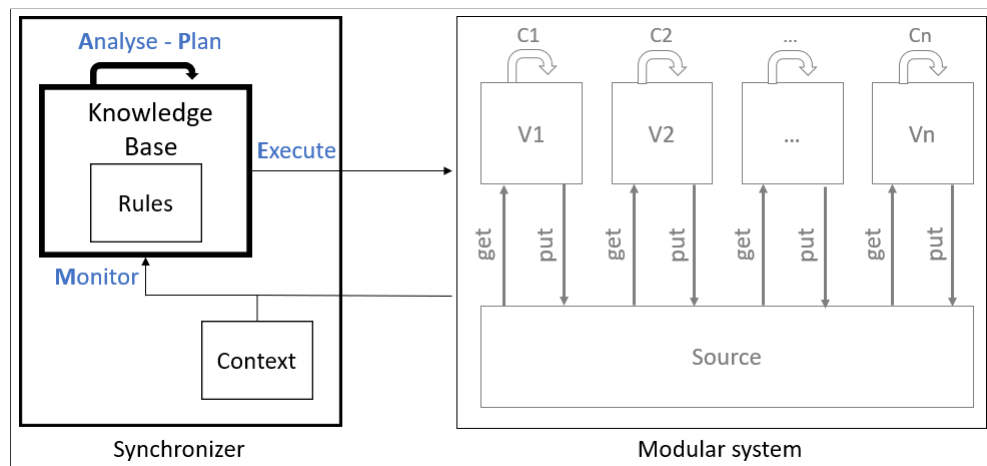 Analyse - Plan
Knowledge
Base
Rules
Execute
Monitor
Context
Synchronizer
C1
C2
...
Cn
V1
V2
...
Vn
get
put
get
put
get
put
get
put
Source
Modular system